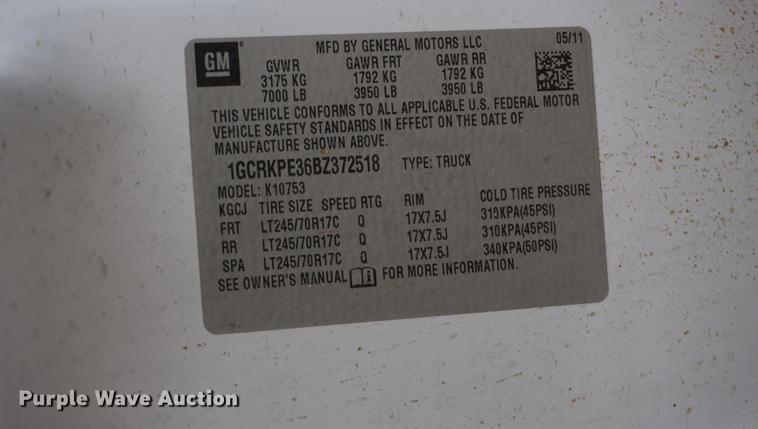 GM
MFD BY GENERAL MOTORS LLC 05/11
GVWR GAWR FRT GAWR RR
3175 KG 1792 KG 1792 KG
7000 LB 3950 LB 3950 LB
THIS VEHICLE CONFORMS TO ALL APPLICABLE U.S. FEDERAL MOTOR
VEHICLE SAFETY STANDARDS IN EFFECT ON THE DATE OF
MANUFACTURE SHOWN ABOVE.
1GCRKPE36BZ372518 TYPE: TRUCK
MODEL: K10753
KGCJ TIRE SIZE SPEED RTG RIM COLD TIRE PRESSURE
FRT LT245/70R17C Q 17X7.5J 310KPA(45PSI)
RR LT245/70R17C Q 17X7.5J 310KPA(45PSI)
SPA LT245/70R17C Q 17X7.5J 340KPA(50PSI)
SEE OWNER'S MANUAL FOR MORE INFORMATION.
Purple Wave Auction